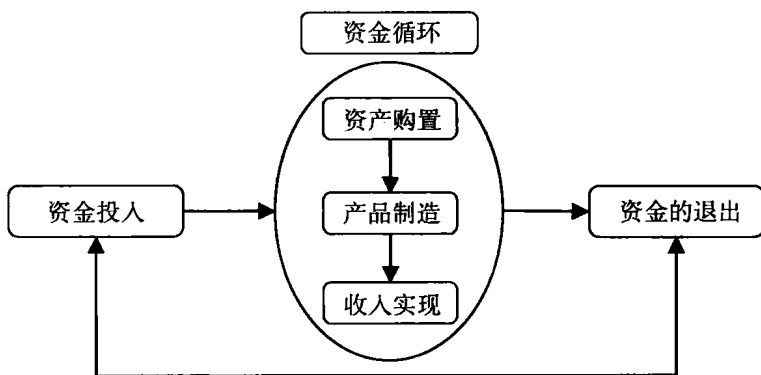 资金循环
资产购置
资金投入
产品制造
资金的退出
收入实现